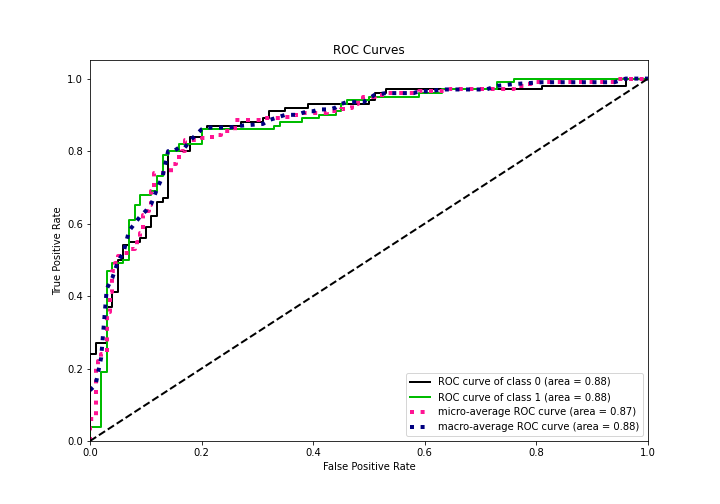 ROC Curves
1.0
0.8
0.6
0.4
0.2
0.0
True Positive Rate
ROC curve of class 0 (area = 0.88)
ROC curve of class 1 (area = 0.88)
micro-average ROC curve (area = 0.87)
macro-average ROC curve (area = 0.88)
0.0 0.2 0.4 0.6 0.8 1.0
False Positive Rate